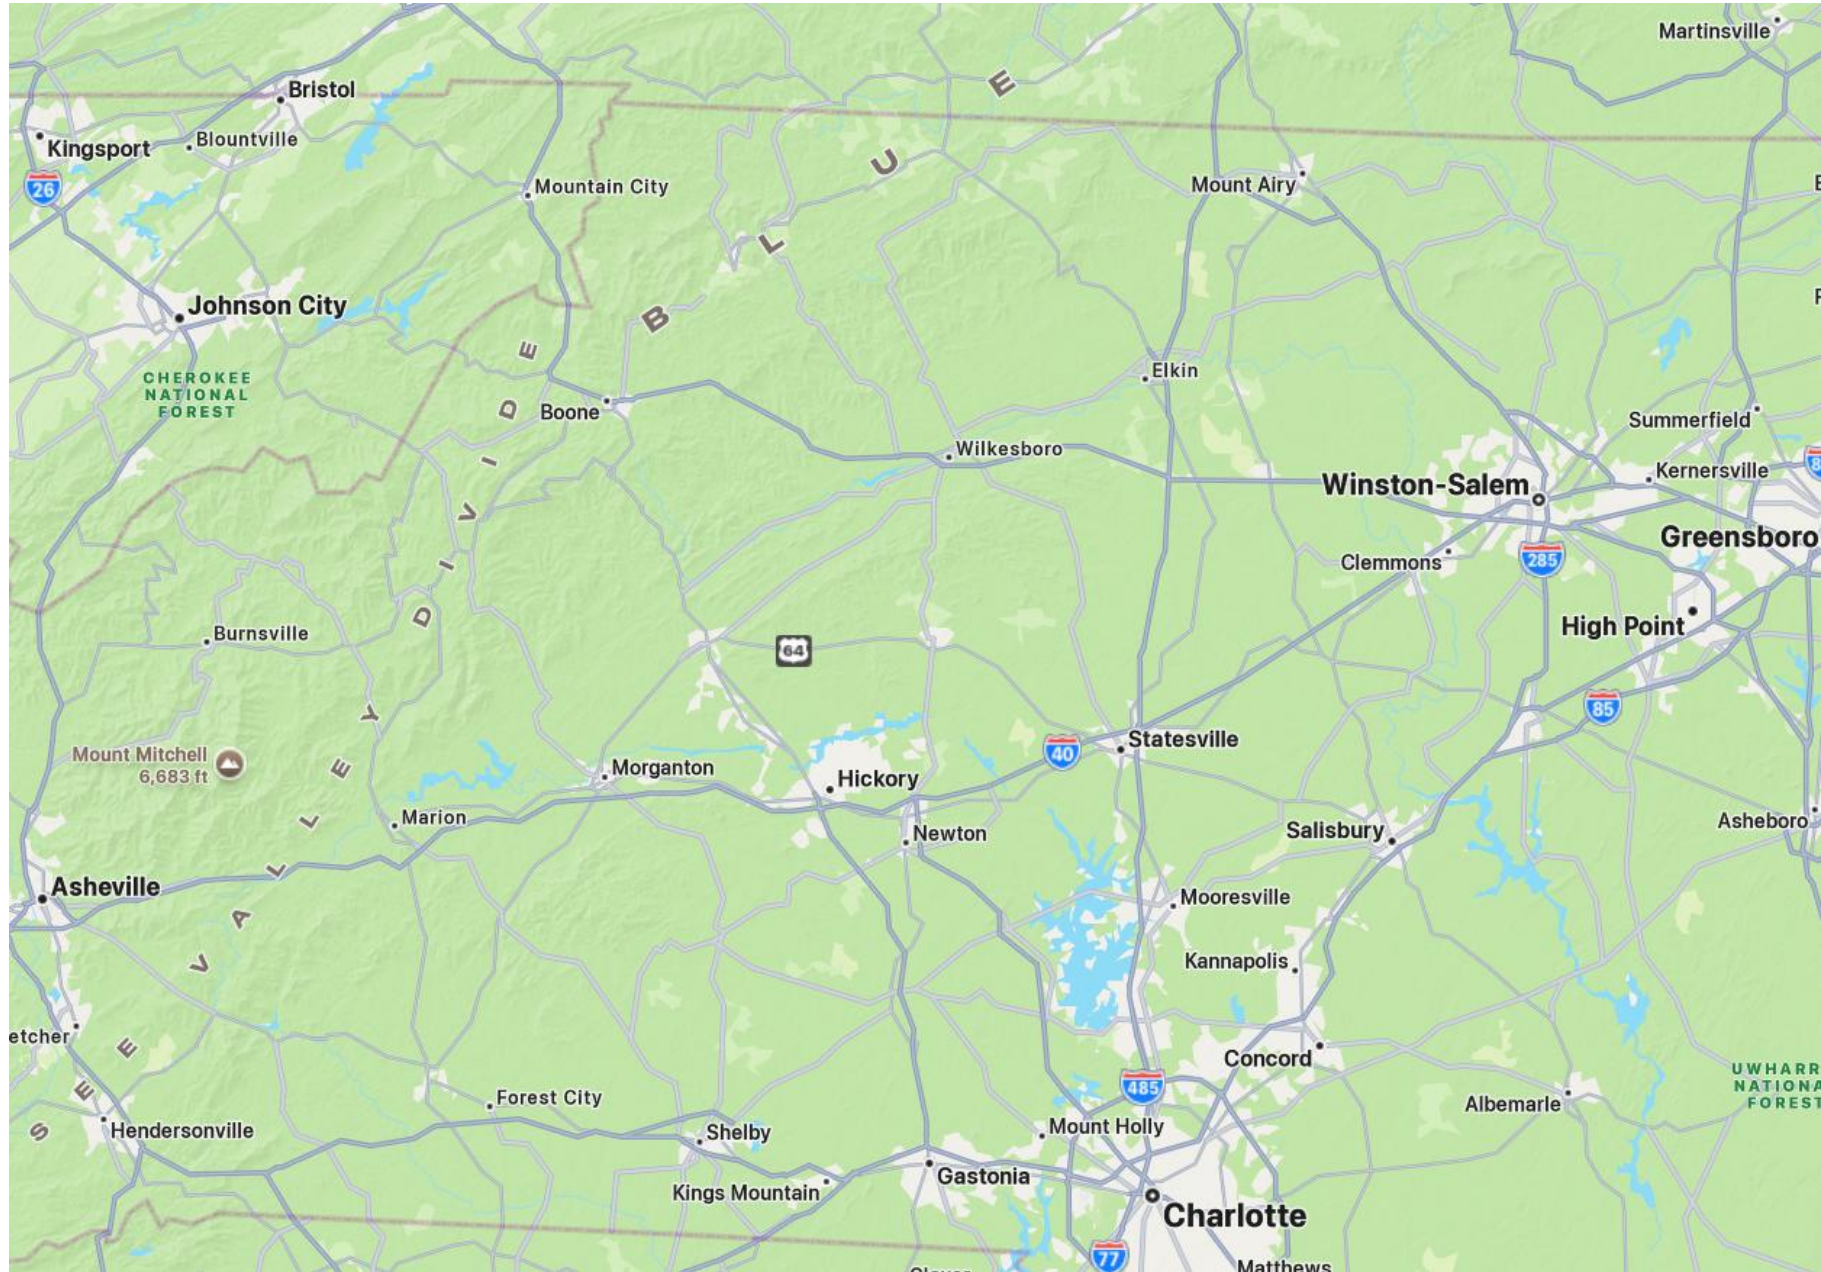 Martinsville
E
Bristol
Blountville
Kingsport
26
U
Mountain City
Mount Airy
L
Johnson City
B
E
CHEROKEE
NATIONAL
FOREST
Elkin
D
Boone
Summerfield
I
Wilkesboro
Kernersville
8
Winston-Salem
V
Greensboro
I
Clemmons
285
D
Burnsville
64
High Point
Y
85
Mount Mitchell
6,683 ft
E
40
Statesville
Morganton
Hickory
L
Marion
Newton
Salisbury
Asheboro
L
Asheville
A
Mooresville
V
Kannapolis
etcher
E
Concord
UWHARR
NATIONA
FOREST
E
485
Forest City
Albemarle
S
Hendersonville
Shelby
Mount Holly
Kings Mountain
Gastonia
Charlotte
77
Matthews